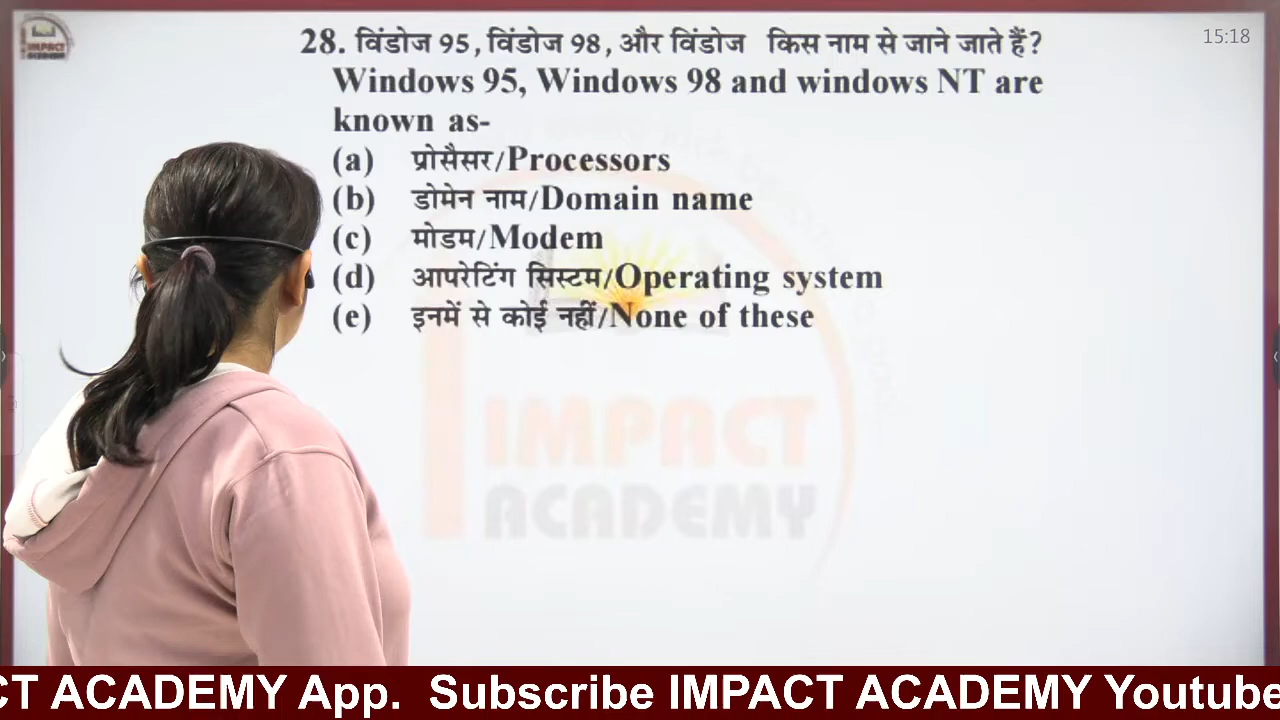 IMPACT
ACADEMY
15:18
28. विंडोज 95, विंडोज 98, और विंडोज किस नाम से जाने जाते हैं?
Windows 95, Windows 98 and windows NT are
known as-
(a) प्रोसैसर/Processors
(b) डोमेन नाम/Domain name
(c) मोडम/Modem
(d) आपरेटिंग सिस्टम/Operating system
(e) इनमें से कोई नहीं/None of these
IMPACT
ACADEMY
CT ACADEMY App. Subscribe IMPACT ACADEMY Youtube